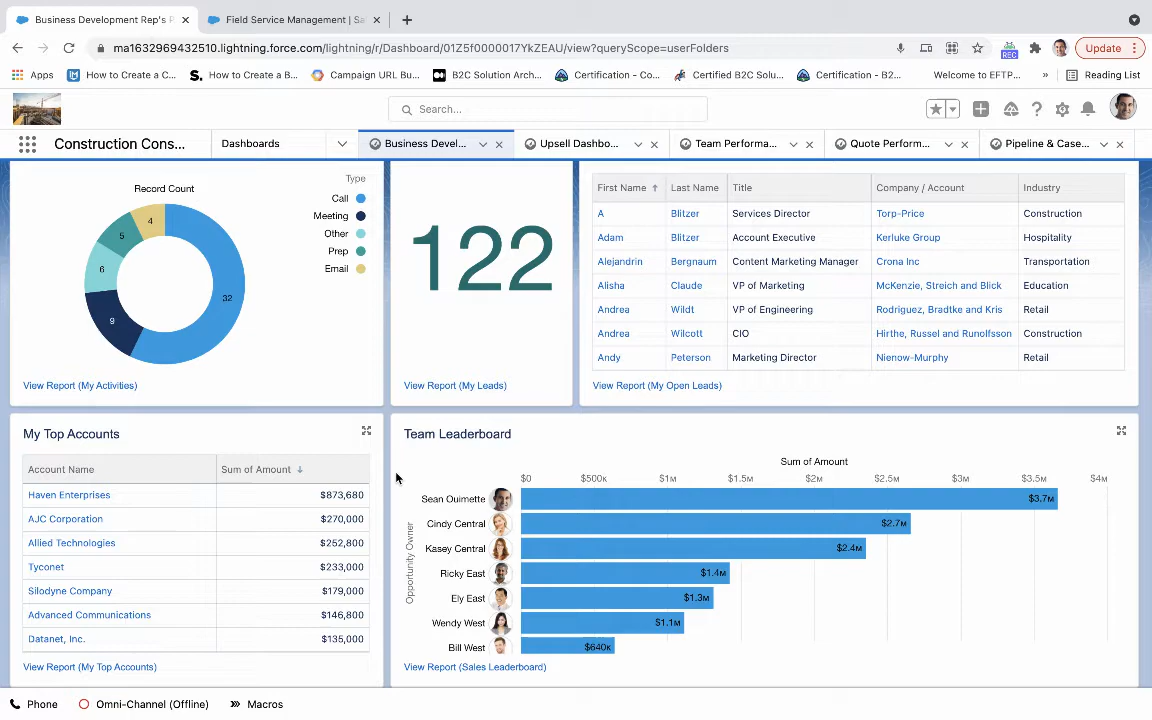 Business Development Rep's P
Field Service Management | Sa
ma1632969432510.lightning.force.com/lightning/r/Dashboard/01Z5f0000017YkZEAU/view?queryScope=userFolders
REC
Update
Apps
How to Create a C...
How to Create a B...
Campaign URL Bu...
B2C Solution Arch...
Certification - Co...
Certified B2C Solu...
Certification - B2...
Welcome to EFTP...
»
Reading List
Search...
Construction Cons...
Dashboards
Business Devel...
Upsell Dashbo...
Team Performa...
Quote Performa...
Pipeline & Case...
Record Count
Type
Call
Meeting
Other
Prep
Email
4
5
6
9
32
View Report (My Activities)
122
View Report (My Leads)
First Name Last Name Title Company / Account Industry
A Blitzer Services Director Torp-Price Construction
Adam Blitzer Account Executive Kerluke Group Hospitality
Alejandrin Bergnaum Content Marketing Manager Crona Inc Transportation
Alisha Claude VP of Marketing McKenzie, Streich and Blick Education
Andrea Wildt VP of Engineering Rodriguez, Bradtke and Kris Retail
Andrea Wilcott CIO Hirthe, Russel and Runolfsson Construction
Andy Peterson Marketing Director Nienow-Murphy Retail
View Report (My Open Leads)
My Top Accounts
Account Name Sum of Amount
Haven Enterprises $873,680
AJC Corporation $270,000
Allied Technologies $252,800
Tyconet $233,000
Silodyne Company $179,000
Advanced Communications $146,800
Datanet, Inc. $135,000
View Report (My Top Accounts)
Team Leaderboard
Sum of Amount
$0 $500K $1M $1.5M $2M $2.5M $3M $3.5M $4M
Opportunity Owner
Sean Ouimette $3.7M
Cindy Central $2.7M
Kasey Central $2.4M
Ricky East $1.4M
Ely East $1.3M
Wendy West $1.1M
Bill West $640K
View Report (Sales Leaderboard)
Phone
Omni-Channel (Offline)
Macros